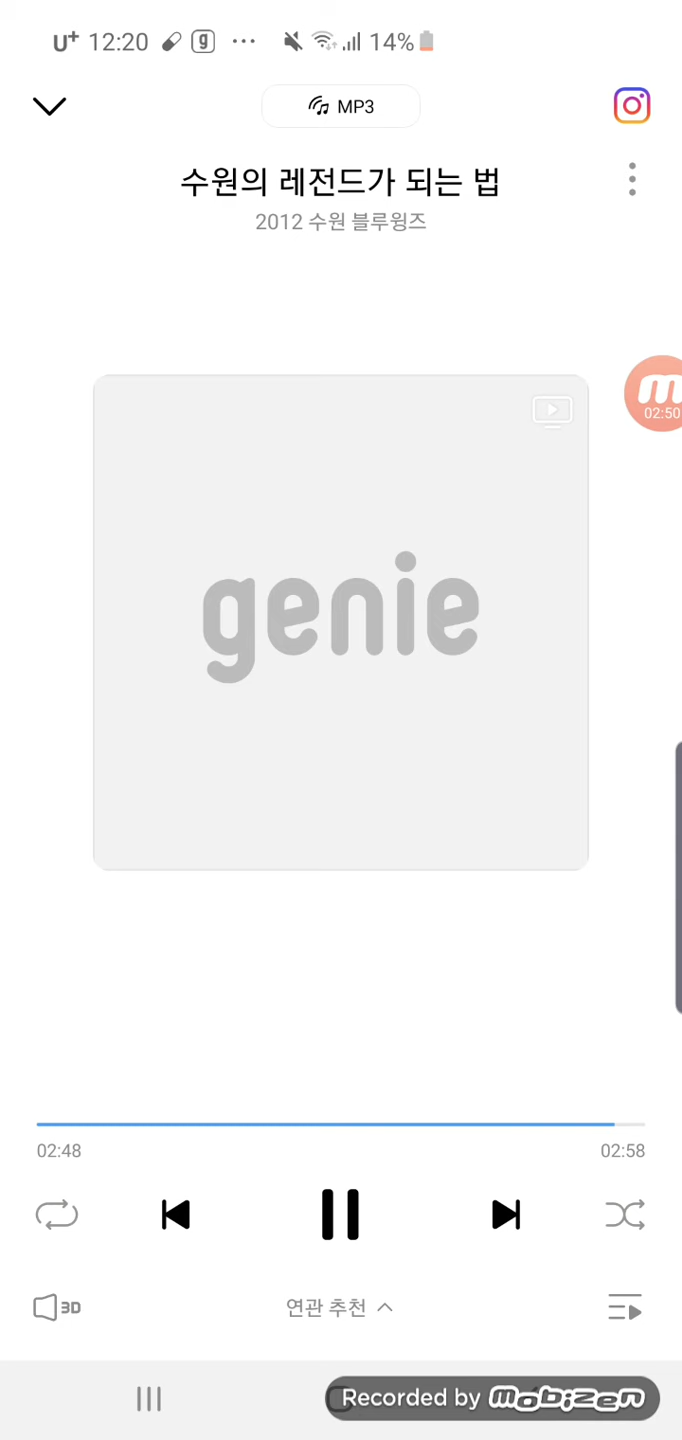 U+ 12:20 g ... 14%
MP3
수원의 레전드가 되는 법
2012 수원 블루윙즈
m
02:50
genie
02:48 02:58
3D 연관 추천
Recorded by mobizen